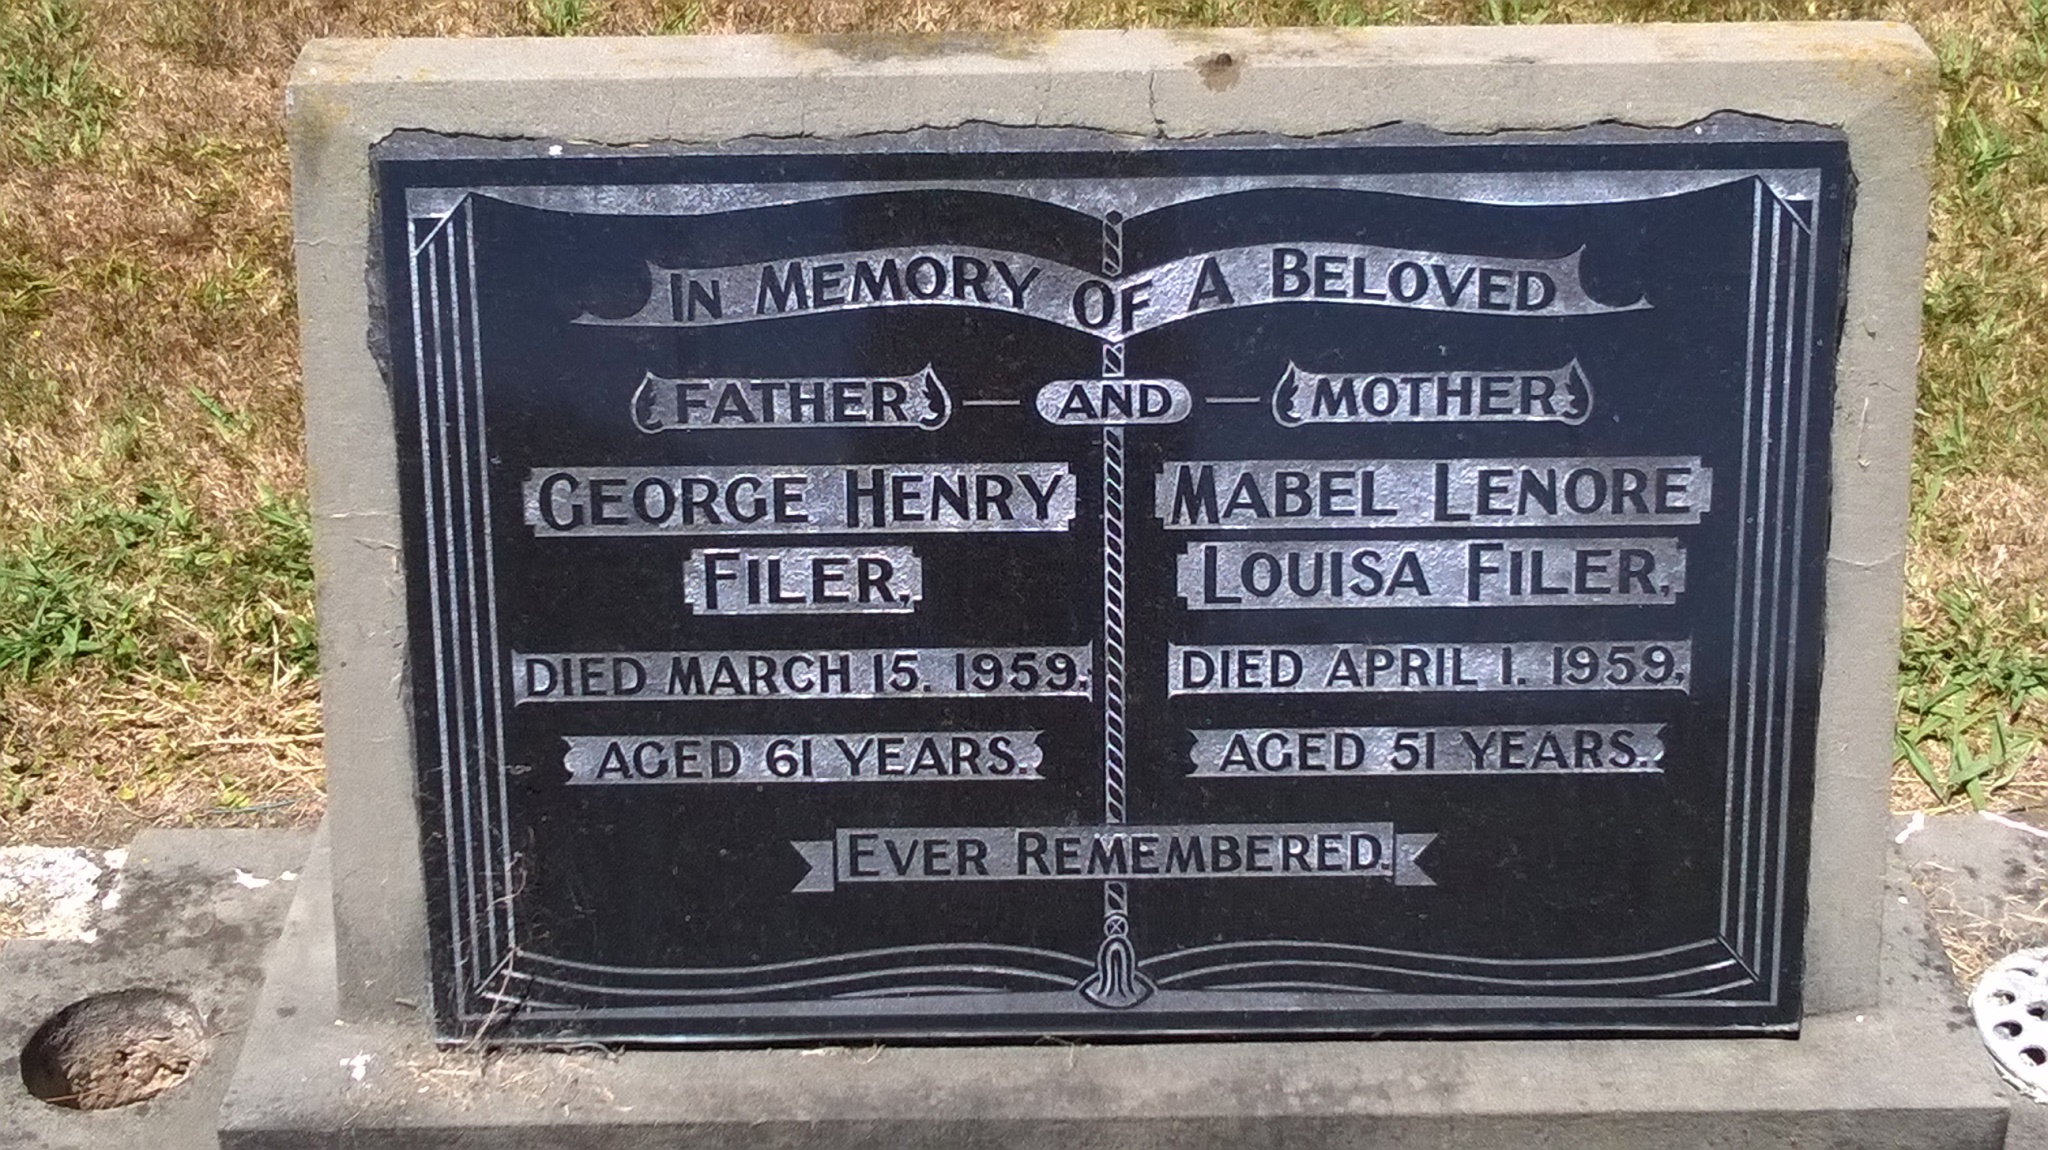 IN MEMORY OF A BELOVED
FATHER — AND — MOTHER
GEORGE HENRY
FILER,
DIED MARCH 15. 1959,
AGED 61 YEARS.
MABEL LENORE
LOUISA FILER,
DIED APRIL 1. 1959,
AGED 51 YEARS.
EVER REMEMBERED.